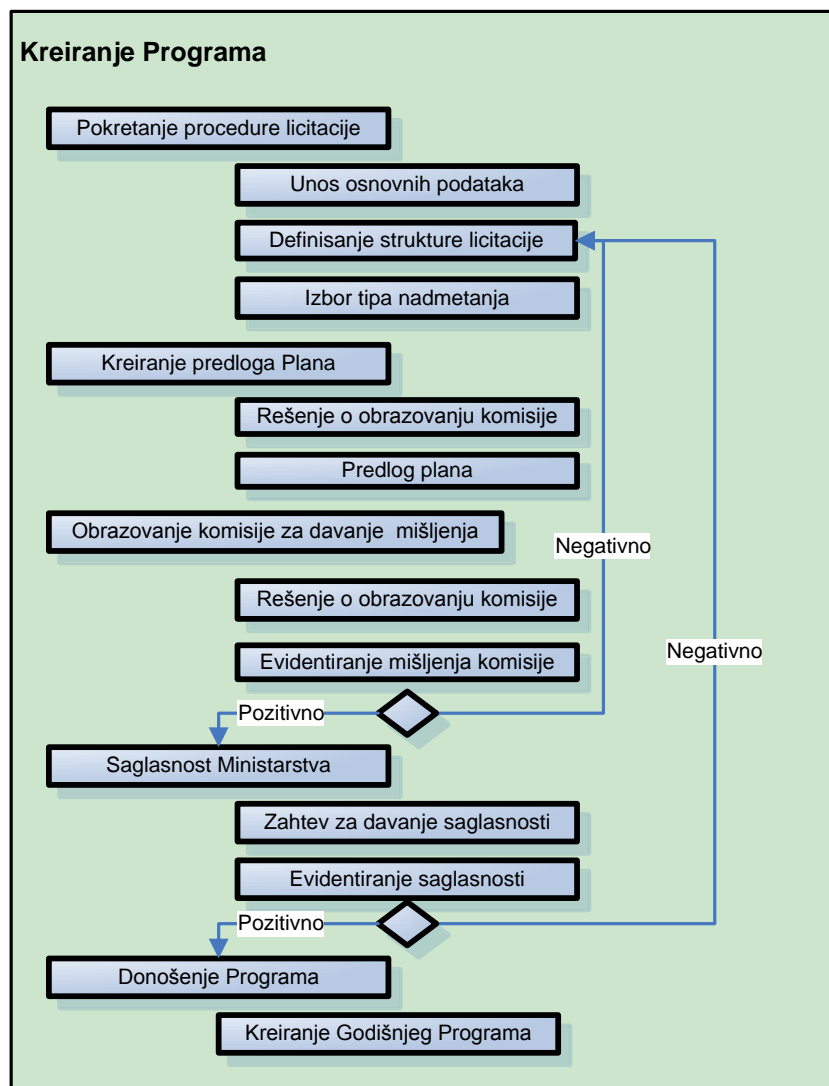 Kreiranje Programa
Pokretanje procedure licitacije
Unos osnovnih podataka
Definisanje strukture licitacije
Izbor tipa nadmetanja
Kreiranje predloga Plana
Rešenje o obrazovanju komisije
Predlog plana
Obrazovanje komisije za davanje mišljenja
Negativno
Rešenje o obrazovanju komisije
Evidentiranje mišljenja komisije
Negativno
Pozitivno
Saglasnost Ministarstva
Zahtev za davanje saglasnosti
Evidentiranje saglasnosti
Pozitivno
Donošenje Programa
Kreiranje Godišnjeg Programa